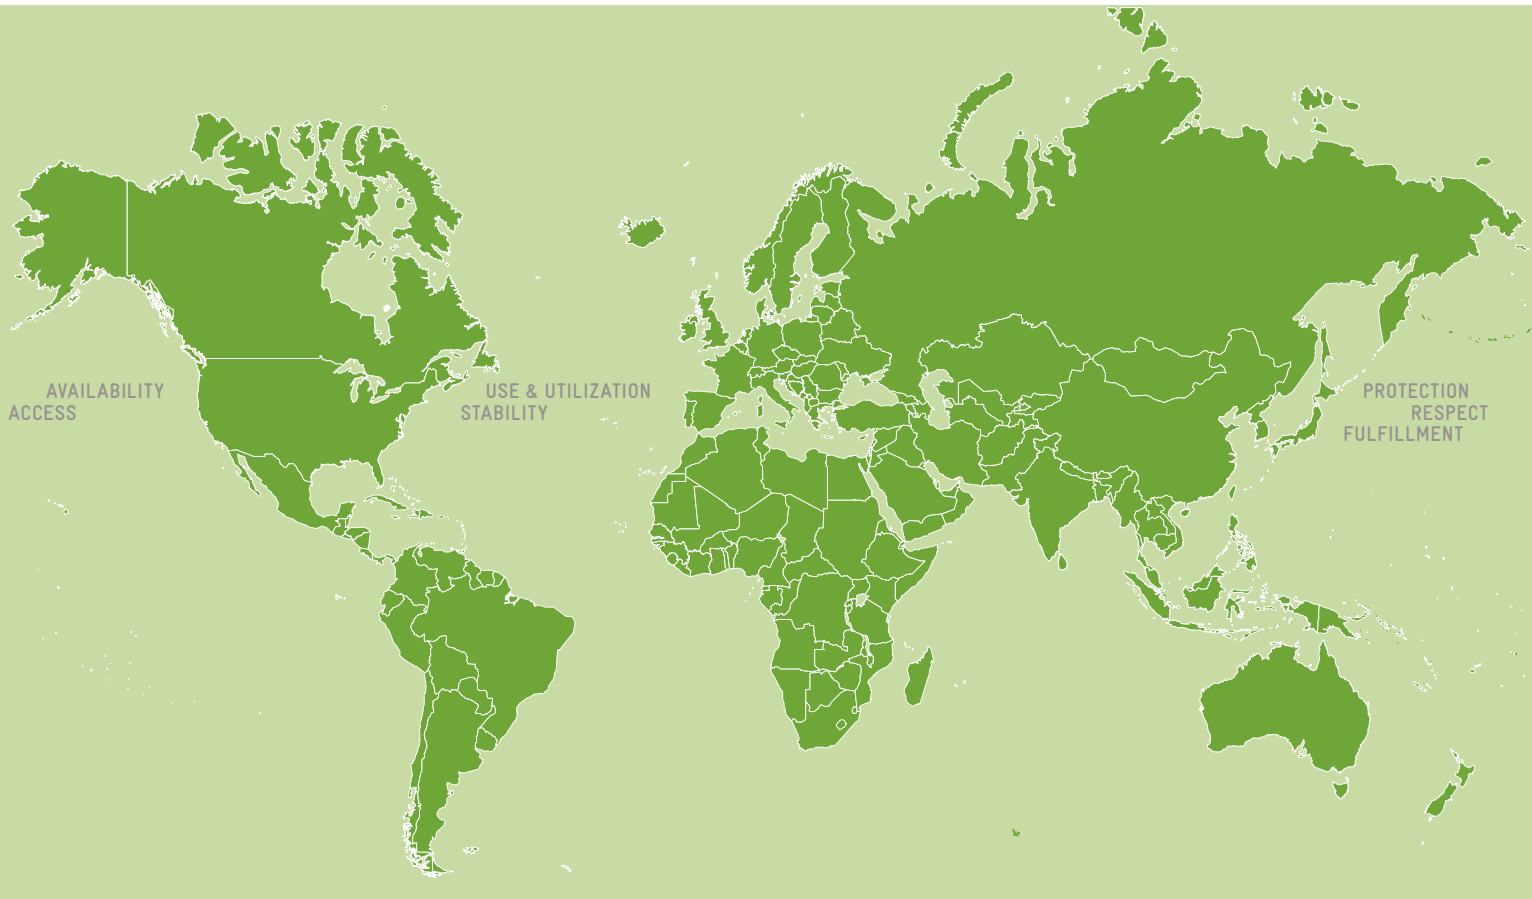 AVAILABILITY
ACCESS
USE & UTILIZATION
STABILITY
PROTECTION
RESPECT
FULFILLMENT